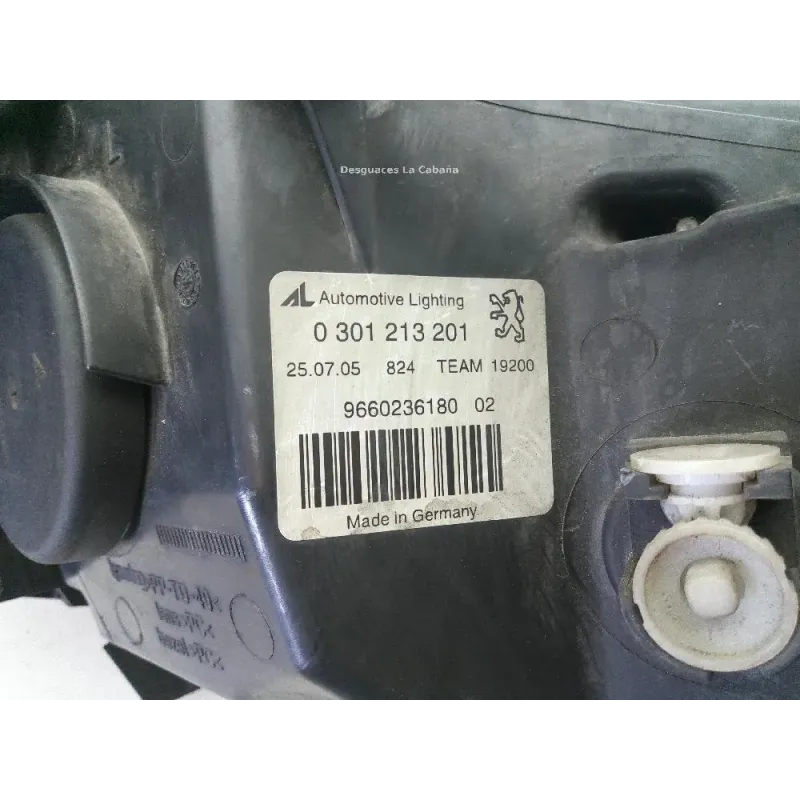 Desguaces La Cabaña
AL Automotive Lighting
0 301 213 201
25.07.05 824 TEAM 19200
9660236180 02
Made in Germany